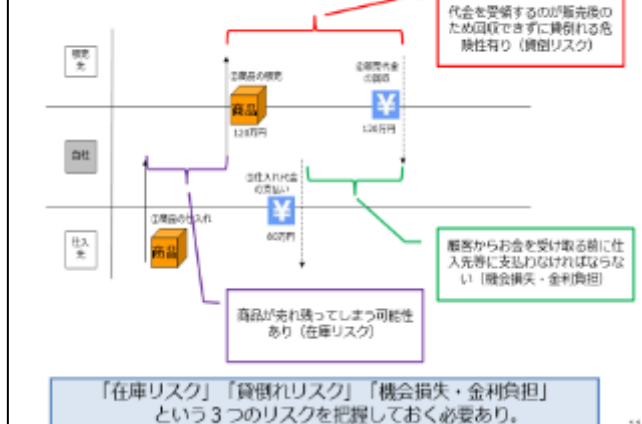 代金を受領するのが販売後の
ため回収できずに貸倒れる危
険性有り（貸倒リスク）
販売
先
②商品の販売
④販売代金
の回収
商品
¥
120万円
120万円
自社
③仕入れ代金
の支払い
①商品の仕入れ
¥
仕入
先
商品
60万円
顧客からお金を受け取る前に仕
入先等に支払わなければならな
い（機会損失・金利負担）
商品が売れ残ってしまう可能性
あり（在庫リスク）
「在庫リスク」「貸倒れリスク」「機会損失・金利負担」
という３つのリスクを把握しておく必要あり。